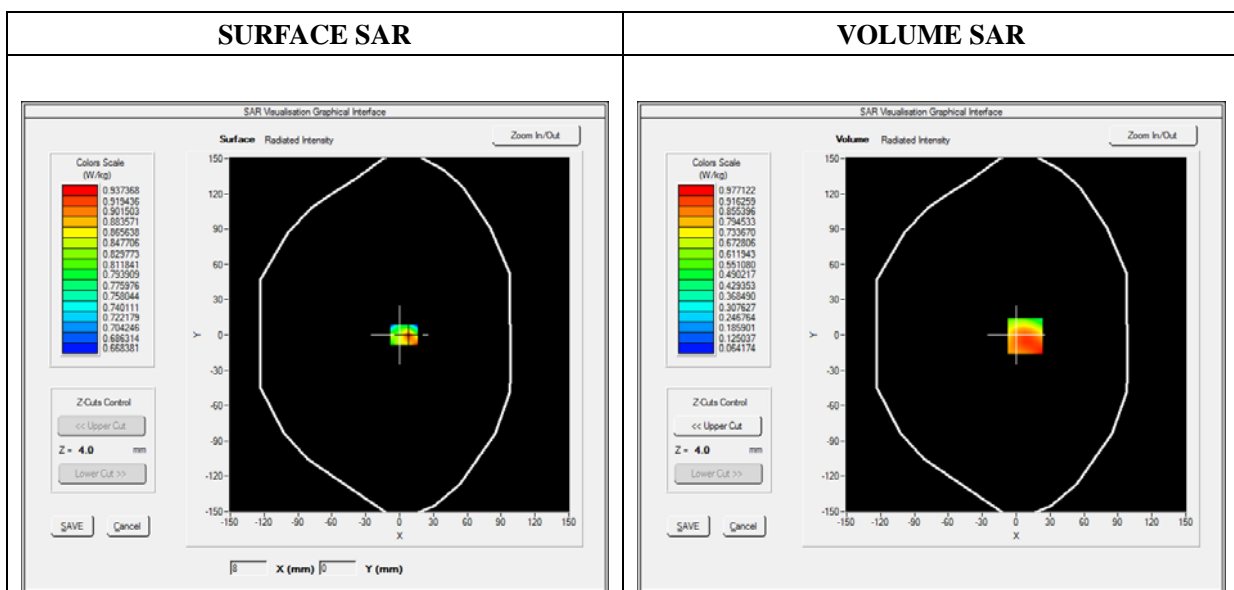 SURFACE SAR
VOLUME SAR
SAR Visualisation Graphical Interface
Surface Radiated Intensity
Zoom In/Out
Colors Scale
(W/kg)
0.937368
0.919436
0.901503
0.883571
0.865638
0.847706
0.829773
0.811841
0.793909
0.775976
0.758044
0.740111
0.722179
0.704246
0.686314
0.668381
Z-Cuts Control
<< Upper Cut
Z = 4.0 mm
Lower Cut >>
SAVE Cancel
150
120
90
60
30
0
-30
-60
-90
-120
-150
Y
-150 -120 -90 -60 -30 0 30 60 90 120 150
X
8 X (mm) 0 Y (mm)
SAR Visualisation Graphical Interface
Volume Radiated Intensity
Zoom In/Out
Colors Scale
(W/kg)
0.977122
0.916259
0.855396
0.794533
0.733670
0.672806
0.611943
0.551080
0.490217
0.429353
0.368490
0.307627
0.246764
0.185901
0.125037
0.064174
Z-Cuts Control
<< Upper Cut
Z = 4.0 mm
Lower Cut >>
SAVE Cancel
150
120
90
60
30
0
-30
-60
-90
-120
-150
Y
-150 -120 -90 -60 -30 0 30 60 90 120 150
X